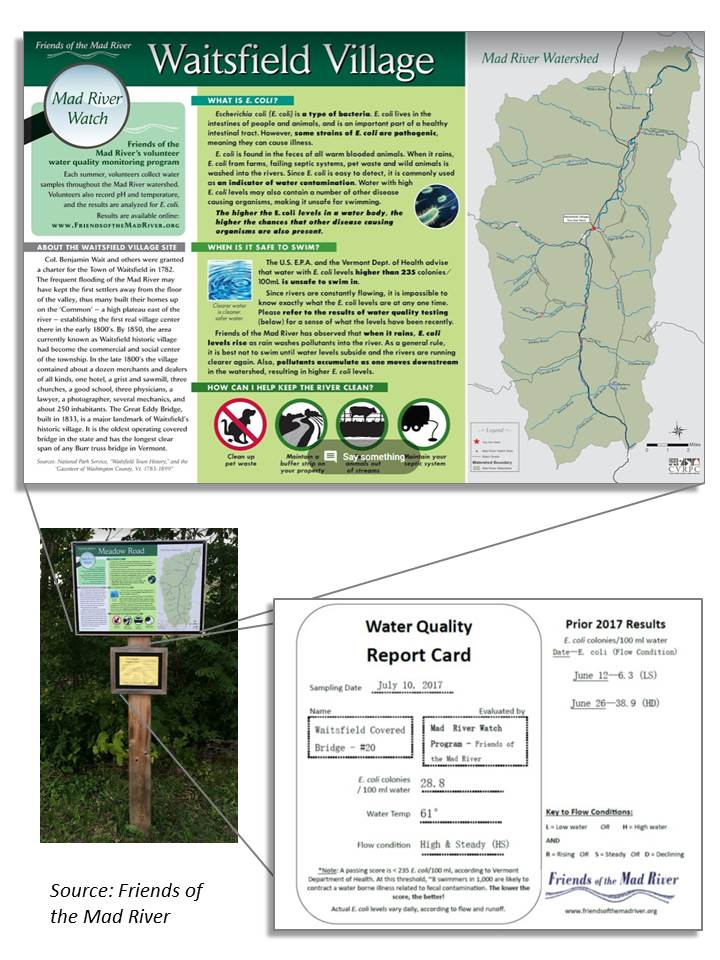 Friends of the Mad River
Waitsfield Village
Mad River
Watch
Friends of the
Mad River's volunteer
water quality monitoring program
Each summer, volunteers collect water
samples throughout the Mad River watershed.
Volunteers also record pH and temperature,
and the results are analyzed for E. coli.
Results are available online:
WWW.FRIENDSOFTHEMADRIVER.ORG
ABOUT THE WAITSFIELD VILLAGE SITE
Col. Benjamin Wait and others were granted
a charter for the Town of Waitsfield in 1782.
The frequent flooding of the Mad River may
have kept the first settlers away from the floor
of the valley, thus many built their homes up
on the 'Common' – a high plateau east of the
river – establishing the first real village center
there in the early 1800's. By 1850, the area
currently known as Waitsfield historic village
had become the commercial and social center
of the township. In the late 1800's the village
contained about a dozen merchants and dealers
of all kinds, one hotel, a grist and sawmill, three
churches, a good school, three physicians, a
lawyer, a photographer, several mechanics, and
about 250 inhabitants. The Great Eddy Bridge,
built in 1833, is a major landmark of Waitsfield's
historic village. It is the oldest operating covered
bridge in the state and has the longest clear
span of any Burr truss bridge in Vermont.
Sources: National Park Service, "Waitsfield Town History," and the
"Gazetteer of Washington County, Vt. 1783-1899"
WHAT IS E. COLI?
Escherichia coli (E. coli) is a type of bacteria. E. coli lives in the
intestines of people and animals, and is an important part of a healthy
intestinal tract. However, some strains of E. coli are pathogenic,
meaning they can cause illness.
E. coli is found in the feces of all warm blooded animals. When it rains,
E. coli from farms, failing septic systems, pet waste and wild animals is
washed into the rivers. Since E. coli is easy to detect, it is commonly used
as an indicator of water contamination. Water with high
E. coli levels may also contain a number of other disease
causing organisms, making it unsafe for swimming.
The higher the E. coli levels in a water body, the
higher the chances that other disease causing
organisms are also present.
WHEN IS IT SAFE TO SWIM?
Clearer water
is cleaner,
safer water
The U.S. E.P.A. and the Vermont Dept. of Health advise
that water with E. coli levels higher than 235 colonies/
100mL is unsafe to swim in.
Since rivers are constantly flowing, it is impossible to
know exactly what the E. coli levels are at any one time.
Please refer to the results of water quality testing
(below) for a sense of what the levels have been recently.
Friends of the Mad River has observed that when it rains, E. coli
levels rise as rain washes pollutants into the river. As a general rule,
it is best not to swim until water levels subside and the rivers are running
clearer again. Also, pollutants accumulate as one moves downstream
in the watershed, resulting in higher E. coli levels.
HOW CAN I HELP KEEP THE RIVER CLEAN?
Clean up
pet waste
Maintain a
buffer strip on
your property
animals out
of streams
Maintain your
septic system
Say something
Mad River Watershed
Legend
Watershed Boundary
Miles
CVRPC
Meadow Road
Source: Friends of
the Mad River
Water Quality
Report Card
Sampling Date July 10, 2017
Name
Waitsfield Covered
Bridge - #20
Evaluated by
Mad River Watch
Program - Friends of
the Mad River
E. coli colonies
/ 100 ml water 28.8
Water Temp 61°
Flow condition High & Steady (HS)
*Note: A passing score is < 235 E. coli/100 ml, according to Vermont
Department of Health. At this threshold, ~8 swimmers in 1,000 are likely to
contract a water borne illness related to fecal contamination. The lower the
score, the better!
Actual E. coli levels vary daily, according to flow and runoff.
Prior 2017 Results
E. coli colonies/100 ml water
Date—E. coli (Flow Condition)
June 12—6.3 (LS)
June 26—38.9 (HD)
Key to Flow Conditions:
L = Low water OR H = High water
AND
R = Rising OR S = Steady OR D = Declining
Friends of the Mad River
www.friendsofthemadriver.org